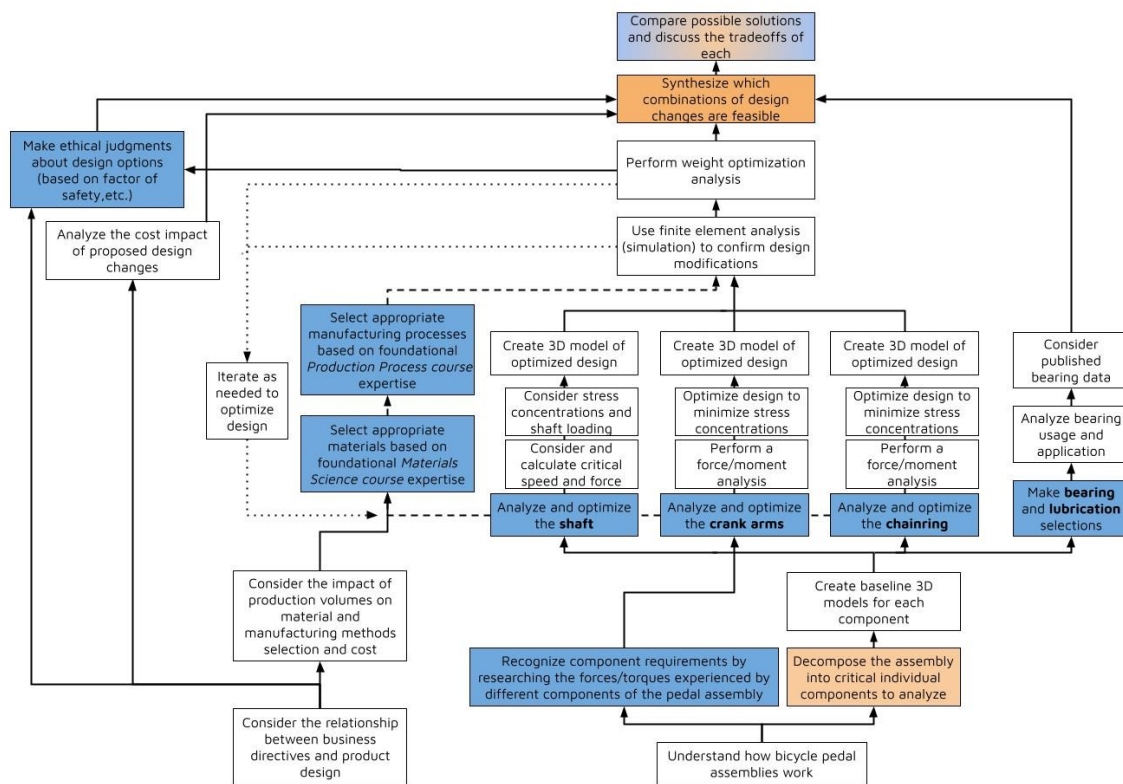 Compare possible solutions
and discuss the tradeoffs of
each
Synthesize which
combinations of design
changes are feasible
Make ethical judgments
about design options
(based on factor of
safety,etc.)
Perform weight optimization
analysis
Analyze the cost impact
of proposed design
changes
Use finite element analysis
(simulation) to confirm design
modifications
Select appropriate
manufacturing processes
based on foundational
Production Process course
expertise
Create 3D model of
optimized design
Create 3D model of
optimized design
Create 3D model of
optimized design
Consider
published
bearing data
Iterate as
needed to
optimize
design
Consider stress
concentrations and
shaft loading
Optimize design to
minimize stress
concentrations
Optimize design to
minimize stress
concentrations
Analyze bearing
usage and
application
Select appropriate
materials based on
foundational Materials
Science course expertise
Consider and
calculate critical
speed and force
Perform a
force/moment
analysis
Perform a
force/moment
analysis
Analyze and optimize
the shaft
Analyze and optimize
the crank arms
Analyze and optimize
the chainring
Make bearing
and lubrication
selections
Consider the impact of
production volumes on
material and
manufacturing methods
selection and cost
Create baseline 3D
models for each
component
Recognize component requirements by
researching the forces/torques experienced by
different components of the pedal assembly
Decompose the assembly
into critical individual
components to analyze
Consider the relationship
between business
directives and product
design
Understand how bicycle pedal
assemblies work